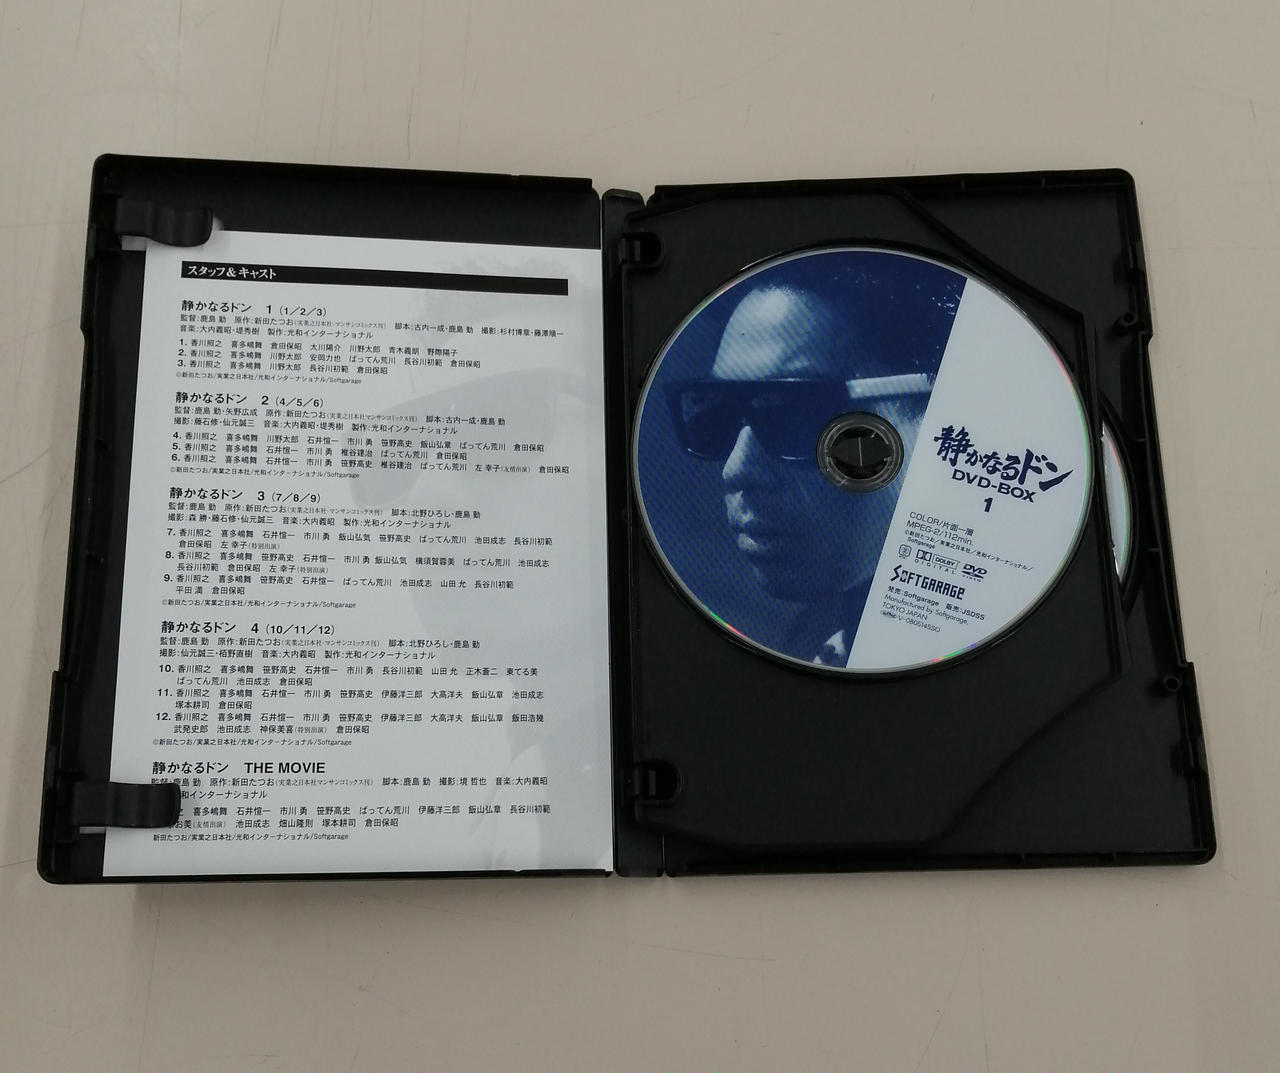 スタッフ&キャスト
静かなるドン 1 (1/2/3)
監督:鹿島 勤 原作:新田たつお(実業之日本社・マンサンコミックス刊) 脚本:古内一成・鹿島 勤 撮影:杉村博章・藤澤順一
音楽:大内義昭・堤秀樹 製作:光和インターナショナル
1. 香川照之 喜多嶋舞 倉田保昭 太川陽介 川野太郎 青木義朗 野際陽子
2. 香川照之 喜多嶋舞 川野太郎 安岡力也 ばってん荒川 長谷川初範 倉田保昭
3. 香川照之 喜多嶋舞 川野太郎 長谷川初範 倉田保昭
©新田たつお/実業之日本社/光和インターナショナル/Softgarage
静かなるドン 2 (4/5/6)
監督:鹿島 勤・矢野広成 原作:新田たつお(実業之日本社マンサンコミックス刊) 脚本:古内一成・鹿島 勤
撮影:藤石修・仙元誠三 音楽:大内義昭・堤秀樹 製作:光和インターナショナル
4. 香川照之 喜多嶋舞 川野太郎 石井愃一 市川 勇 笹野高史 飯山弘章 ばってん荒川 倉田保昭
5. 香川照之 喜多嶋舞 石井愃一 市川 勇 椎谷建治 ばってん荒川 倉田保昭
6. 香川照之 喜多嶋舞 石井愃一 市川 勇 笹野高史 椎谷建治 ばってん荒川 左 幸子(友情出演) 倉田保昭
©新田たつお/実業之日本社/光和インターナショナル/Softgarage
静かなるドン 3 (7/8/9)
監督:鹿島 勤 原作:新田たつお(実業之日本社マンサンコミックス刊) 脚本:北野ひろし・鹿島 勤
撮影:森 勝・藤石修・仙元誠三 音楽:大内義昭 製作:光和インターナショナル
7. 香川照之 喜多嶋舞 石井愃一 市川 勇 飯山弘気 笹野高史 ばってん荒川 池田成志 長谷川初範
倉田保昭 左 幸子(特別出演)
8. 香川照之 喜多嶋舞 笹野高史 石井愃一 市川 勇 飯山弘気 横須賀蓉美 ばってん荒川 池田成志
長谷川初範 倉田保昭 左 幸子(特別出演)
9. 香川照之 喜多嶋舞 笹野高史 石井愃一 ばってん荒川 池田成志 山田 允 長谷川初範
平田 満 倉田保昭
©新田たつお/実業之日本社/光和インターナショナル/Softgarage
静かなるドン 4 (10/11/12)
監督:鹿島 勤 原作:新田たつお(実業之日本社マンサンコミックス刊) 脚本:北野ひろし・鹿島 勤
撮影:仙元誠三・栢野直樹 音楽:大内義昭 製作:光和インターナショナル
10. 香川照之 喜多嶋舞 笹野高史 石井愃一 市川 勇 長谷川初範 山田 允 正木蒼二 東てる美
ばってん荒川 池田成志 倉田保昭
11. 香川照之 喜多嶋舞 石井愃一 市川 勇 笹野高史 伊藤洋三郎 大高洋夫 飯山弘章 池田成志
塚本耕司 倉田保昭
12. 香川照之 喜多嶋舞 石井愃一 市川 勇 笹野高史 伊藤洋三郎 大高洋夫 飯山弘章 飯田浩幾
武発史郎 池田成志 神保美喜(特別出演) 倉田保昭
©新田たつお/実業之日本社/光和インターナショナル/Softgarage
静かなるドン THE MOVIE
監督:鹿島 勤 原作:新田たつお(実業之日本社マンサンコミックス刊) 脚本:鹿島 勤 撮影:境 哲也 音楽:大内義昭
和インターナショナル
喜多嶋舞 石井愃一 市川 勇 笹野高史 ばってん荒川 伊藤洋三郎 飯山弘章 長谷川初範
お美(友情出演) 池田成志 畑山隆則 塚本耕司 倉田保昭
新田たつお/実業之日本社/光和インターナショナル/Softgarage
静かなるドン
DVD-BOX
1
COLOR/片面一層
MPEG-2/112min.
©新田たつお/実業之日本社/光和インターナショナル/
Softgarage
DOLBY
DIGITAL
DVD
VIDEO
SOFTGARAGE
発売:Softgarage 販売:JSDSS
Manufactured by Softgarage,
TOKYO JAPAN
V-0805145SO